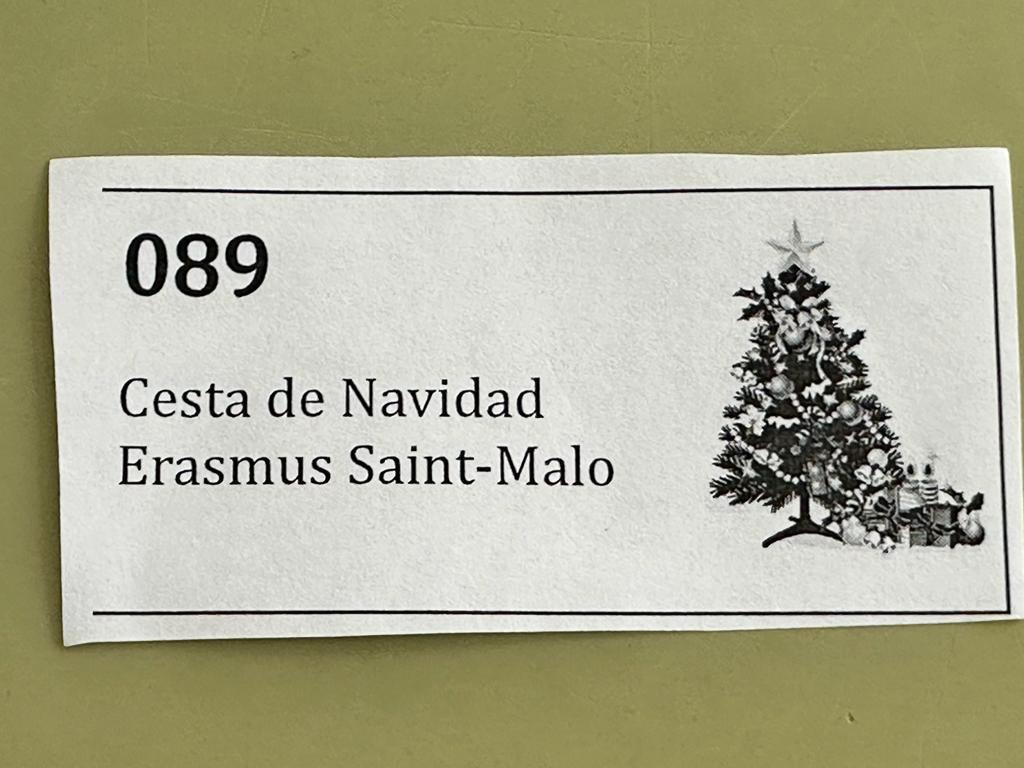 089
Cesta de Navidad
Erasmus Saint-Malo